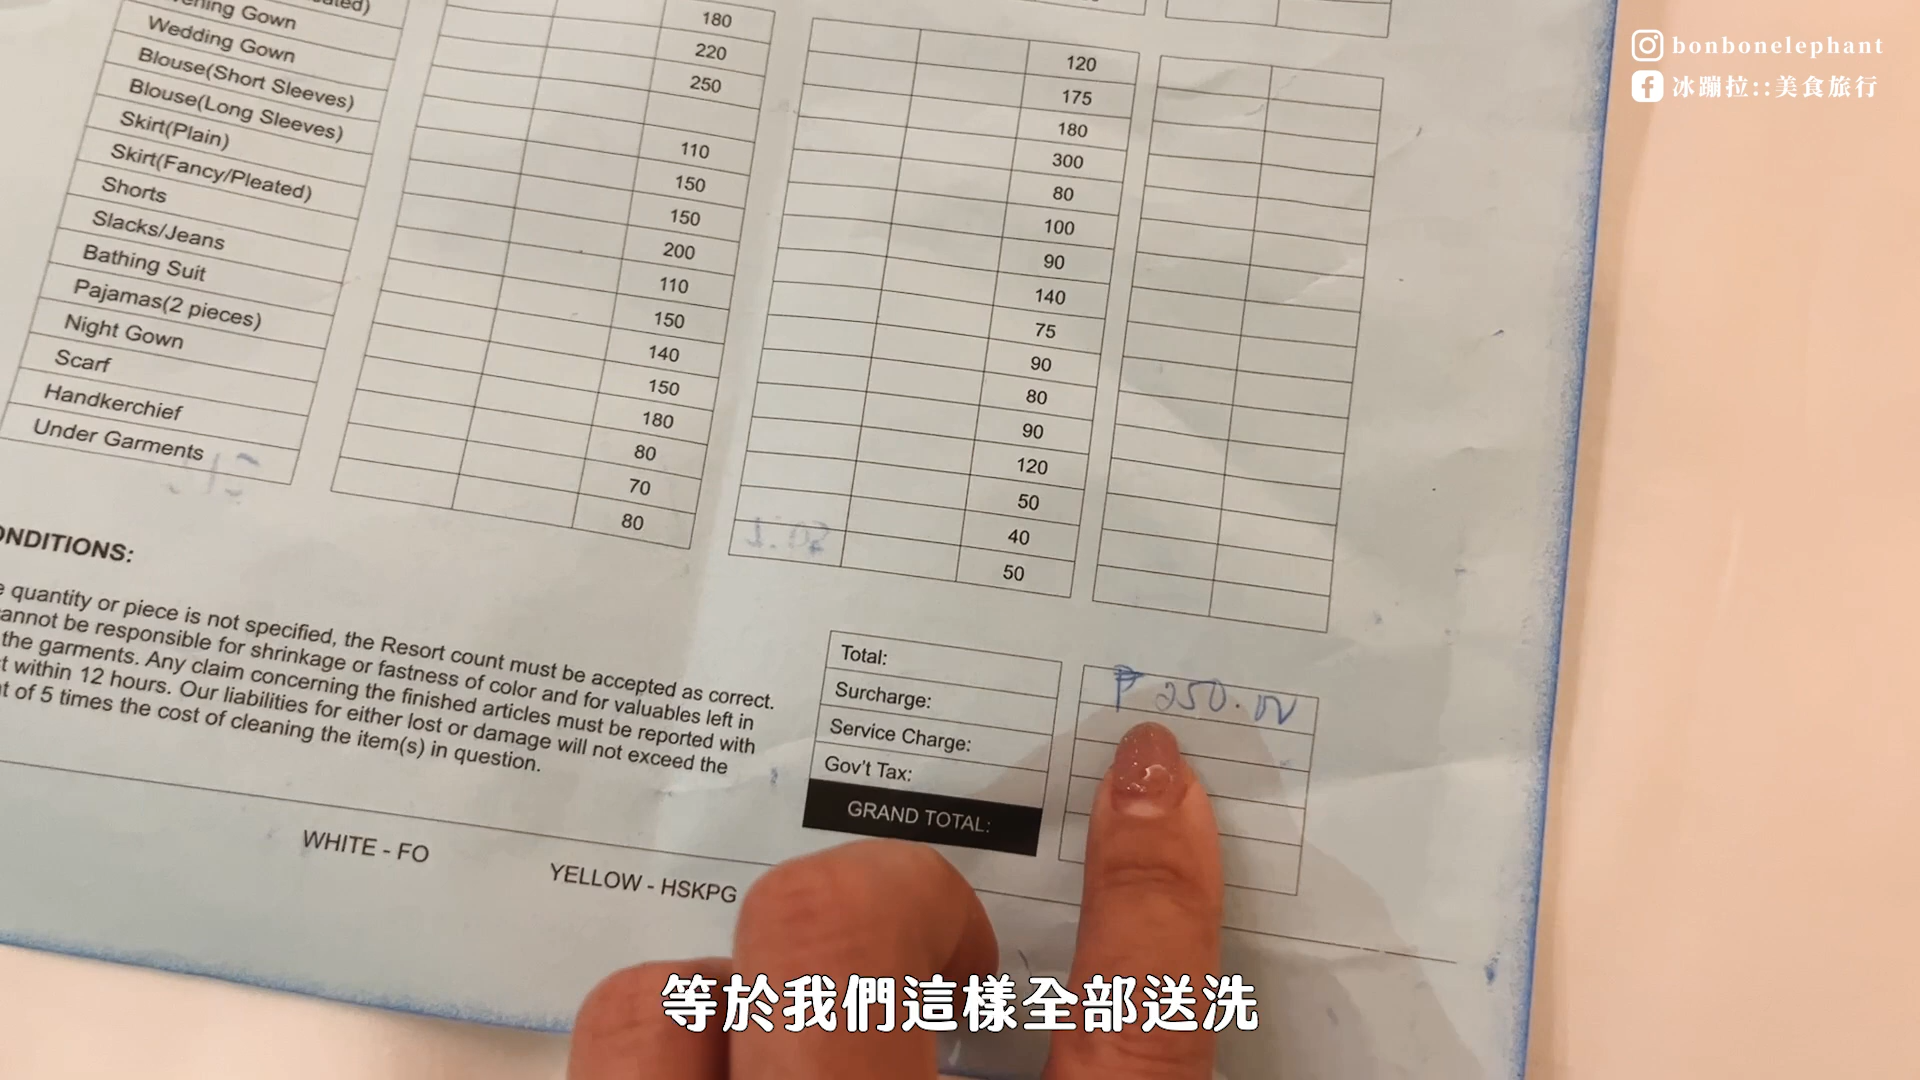 bonbonelephant
冰蹦拉::美食旅行
Wedding Gown
Blouse(Short Sleeves)
Blouse(Long Sleeves)
Skirt(Plain)
Skirt(Fancy/Pleated)
Shorts
Slacks/Jeans
Bathing Suit
Pajamas(2 pieces)
Night Gown
Scarf
Handkerchief
Under Garments
180
220
250
110
150
150
200
110
150
140
150
180
80
70
80
120
175
180
300
80
100
90
140
75
90
80
90
120
50
40
50
quantity or piece is not specified, the Resort count must be accepted as correct.
be responsible for shrinkage or fastness of color and for valuables left in
the garments. Any claim concerning the finished articles must be reported with
within 12 hours. Our liabilities for either lost or damage will not exceed the
of 5 times the cost of cleaning the item(s) in question.
Total: ₱250.00
Surcharge:
Service Charge:
Gov't Tax:
GRAND TOTAL:
WHITE - FO
YELLOW - HSKPG
等於我們這樣全部送洗